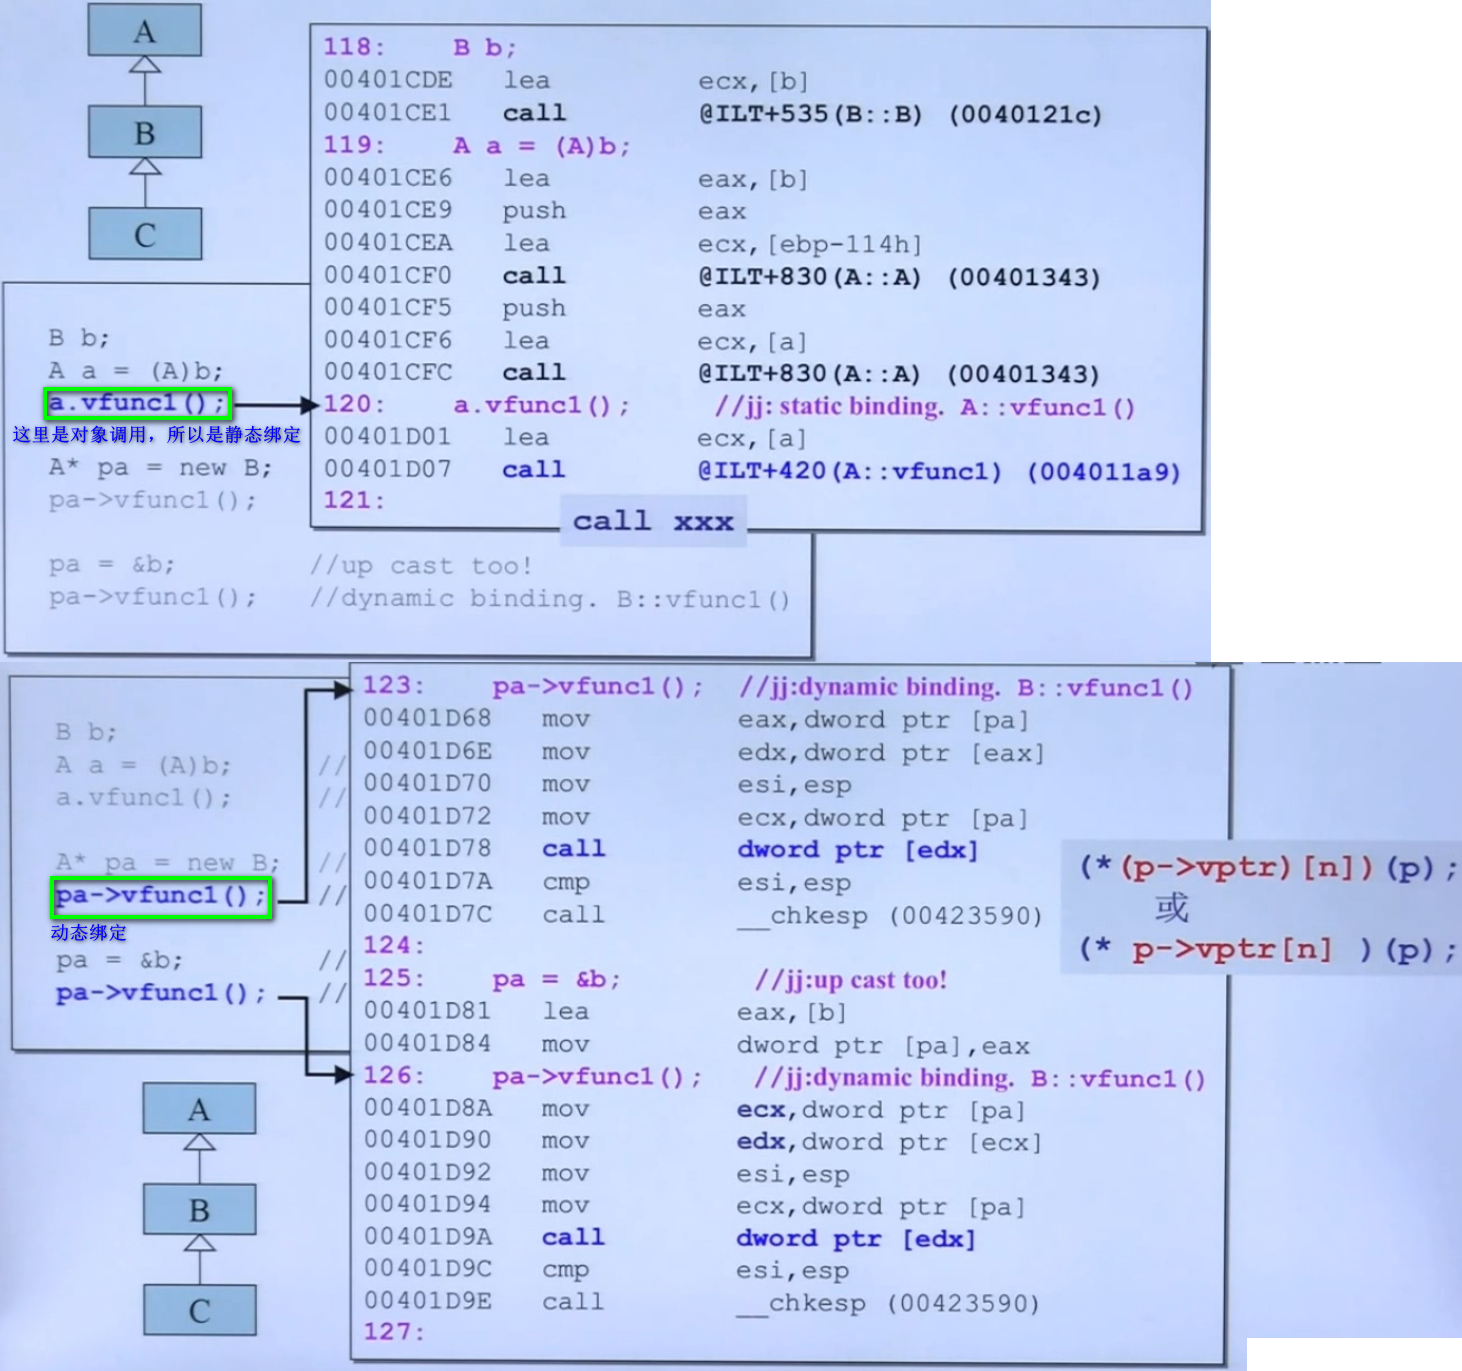 A
B
C
118: B b;
00401CDE lea ecx,[b]
00401CE1 call @ILT+535(B::B) (0040121c)
119: A a = (A)b;
00401CE6 lea eax,[b]
00401CE9 push eax
00401CEA lea ecx,[ebp-114h]
00401CF0 call @ILT+830(A::A) (00401343)
00401CF5 push eax
00401CF6 lea ecx,[a]
00401CFC call @ILT+830(A::A) (00401343)
120: a.vfunc1(); //jj: static binding. A::vfunc1()
00401D01 lea ecx,[a]
00401D07 call @ILT+420(A::vfunc1) (004011a9)
121:
call xxx
B b;
A a = (A)b;
a.vfunc1();
这里是对象调用，所以是静态绑定
A* pa = new B;
pa->vfunc1();
pa = &b; //up cast too!
pa->vfunc1(); //dynamic binding. B::vfunc1()
B b;
A a = (A)b; //
a.vfunc1(); //
A* pa = new B; //
pa->vfunc1(); //
动态绑定
pa = &b; //
pa->vfunc1(); //
A
B
C
123: pa->vfunc1(); //jj:dynamic binding. B::vfunc1()
00401D68 mov eax,dword ptr [pa]
00401D6E mov edx,dword ptr [eax]
00401D70 mov esi,esp
00401D72 mov ecx,dword ptr [pa]
00401D78 call dword ptr [edx]
00401D7A cmp esi,esp
00401D7C call __chkesp (00423590)
124:
125: pa = &b; //jj:up cast too!
00401D81 lea eax,[b]
00401D84 mov dword ptr [pa],eax
126: pa->vfunc1(); //jj:dynamic binding. B::vfunc1()
00401D8A mov ecx,dword ptr [pa]
00401D90 mov edx,dword ptr [ecx]
00401D92 mov esi,esp
00401D94 mov ecx,dword ptr [pa]
00401D9A call dword ptr [edx]
00401D9C cmp esi,esp
00401D9E call __chkesp (00423590)
127:
(*(p->vptr)[n])(p);
或
(* p->vptr[n] )(p);